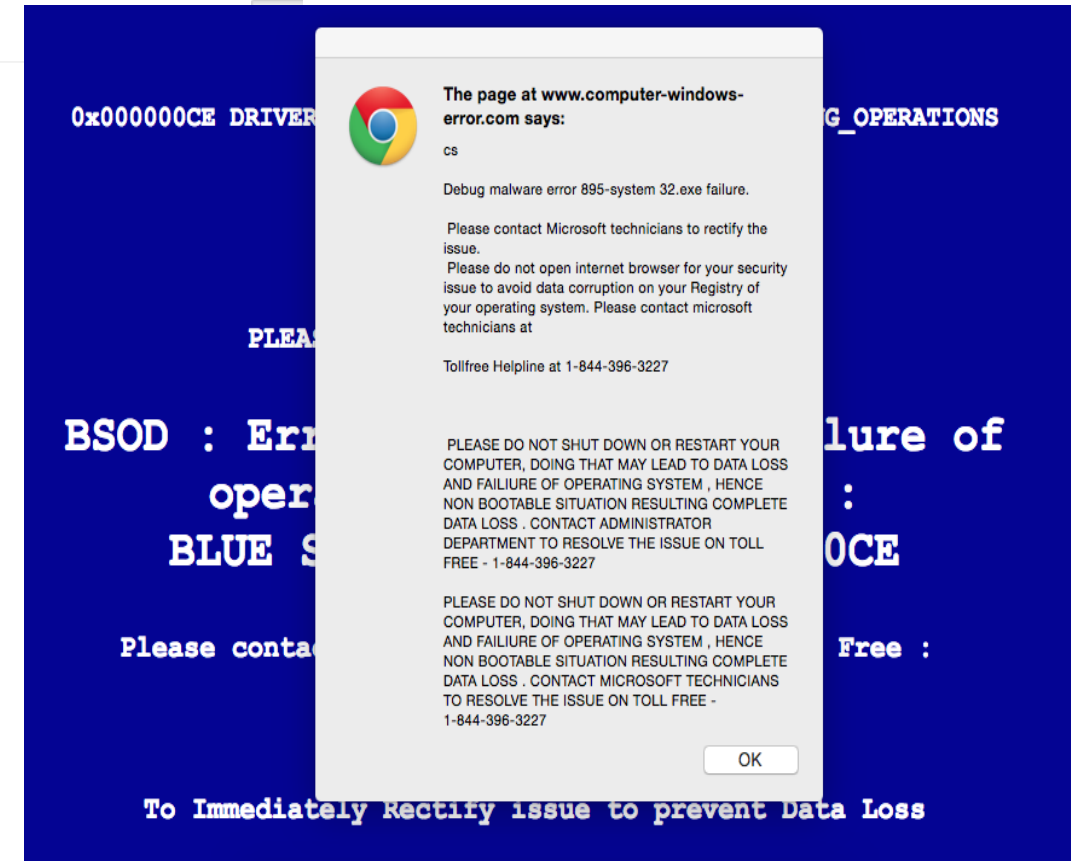 0x000000CE DRIVER
G_OPERATIONS
PLEAS
BSOD : Err
lure of
oper
:
BLUE S
0CE
Please conta
Free :
To Immediately Rectify issue to prevent Data Loss
The page at www.computer-windows-
error.com says:
cs
Debug malware error 895-system 32.exe failure.
Please contact Microsoft technicians to rectify the
issue.
Please do not open internet browser for your security
issue to avoid data corruption on your Registry of
your operating system. Please contact microsoft
technicians at
Tollfree Helpline at 1-844-396-3227
PLEASE DO NOT SHUT DOWN OR RESTART YOUR
COMPUTER, DOING THAT MAY LEAD TO DATA LOSS
AND FAILIURE OF OPERATING SYSTEM , HENCE
NON BOOTABLE SITUATION RESULTING COMPLETE
DATA LOSS . CONTACT ADMINISTRATOR
DEPARTMENT TO RESOLVE THE ISSUE ON TOLL
FREE - 1-844-396-3227
PLEASE DO NOT SHUT DOWN OR RESTART YOUR
COMPUTER, DOING THAT MAY LEAD TO DATA LOSS
AND FAILIURE OF OPERATING SYSTEM , HENCE
NON BOOTABLE SITUATION RESULTING COMPLETE
DATA LOSS . CONTACT MICROSOFT TECHNICIANS
TO RESOLVE THE ISSUE ON TOLL FREE -
1-844-396-3227
OK